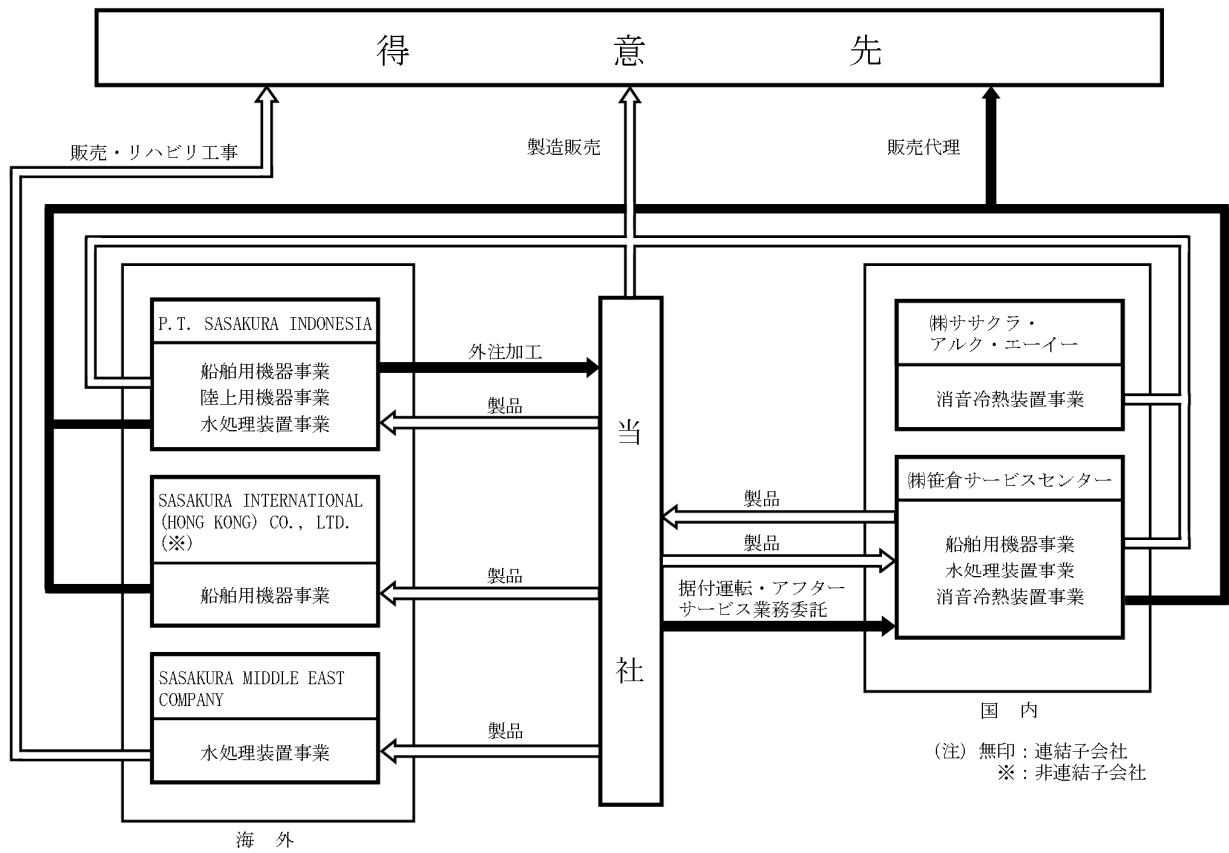 得意先
販売・リハビリ工事
製造販売
販売代理
P.T. SASAKURA INDONESIA
船舶用機器事業
陸上用機器事業
水処理装置事業
SASAKURA INTERNATIONAL
(HONG KONG) CO., LTD.
(※)
船舶用機器事業
SASAKURA MIDDLE EAST
COMPANY
水処理装置事業
海外
外注加工
製品
製品
製品
当社
製品
製品
据付運転・アフター
サービス業務委託
㈱ササクラ・
アルク・エーイー
消音冷熱装置事業
㈱笹倉サービスセンター
船舶用機器事業
水処理装置事業
消音冷熱装置事業
国内
(注) 無印：連結子会社
※：非連結子会社